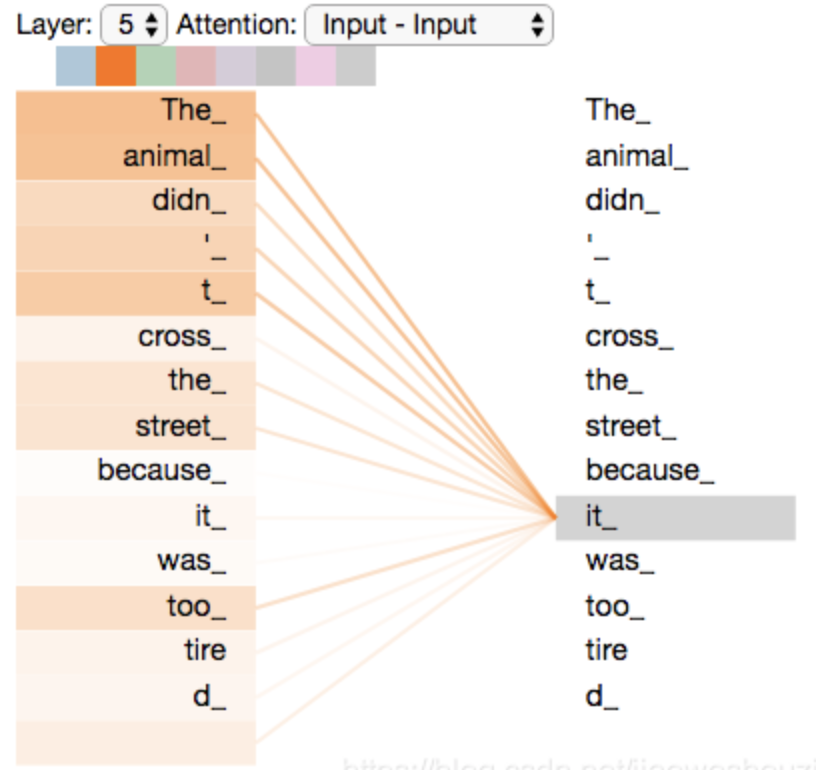 Layer: 5 Attention: Input - Input
The_ The_
animal_ animal_
didn_ didn_
'_ '_
t_ t_
cross_ cross_
the_ the_
street_ street_
because_ because_
it_ it_
was_ was_
too_ too_
tire tire
d_ d_